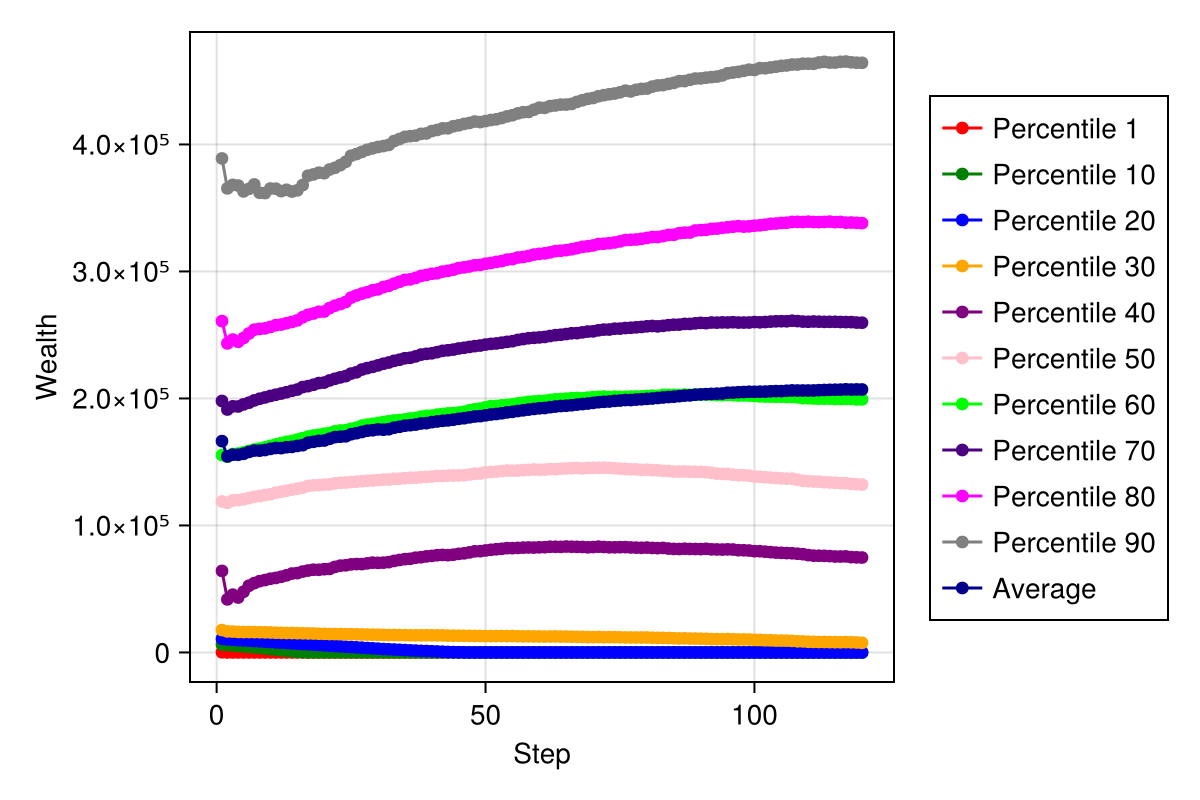 4.0×10⁵
3.0×10⁵
2.0×10⁵
1.0×10⁵
0
Wealth
0 50 100
Step
Percentile 1
Percentile 10
Percentile 20
Percentile 30
Percentile 40
Percentile 50
Percentile 60
Percentile 70
Percentile 80
Percentile 90
Average